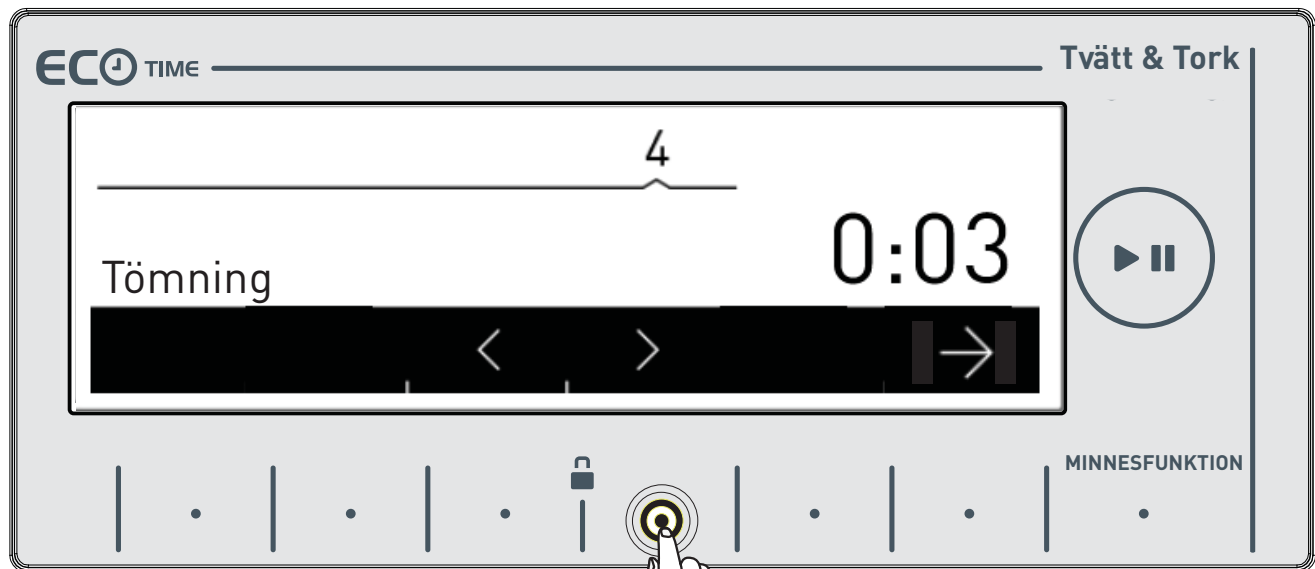 ECO TIME
Tvätt & Tork
4
0:03
Tömning
MINNESFUNKTION